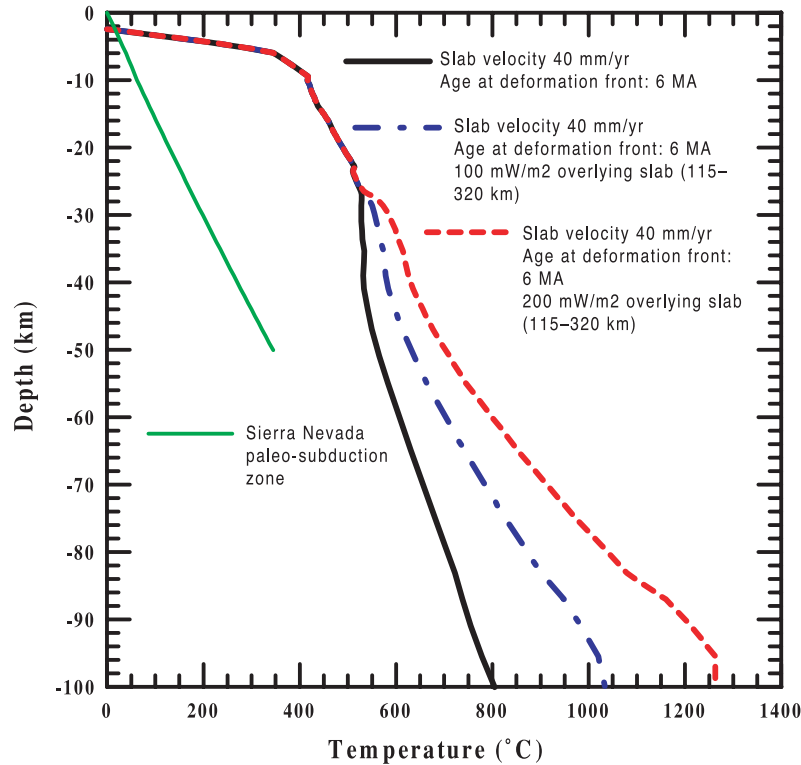 0
-10
-20
-30
-40
-50
-60
-70
-80
-90
-100
Depth (km)
Slab velocity 40 mm/yr
Age at deformation front: 6 MA
Slab velocity 40 mm/yr
Age at deformation front: 6 MA
100 mW/m2 overlying slab (115–
320 km)
Slab velocity 40 mm/yr
Age at deformation front:
6 MA
200 mW/m2 overlying slab
(115–320 km)
Sierra Nevada
paleo-subduction
zone
0 200 400 600 800 1000 1200 1400
Temperature (˚C)